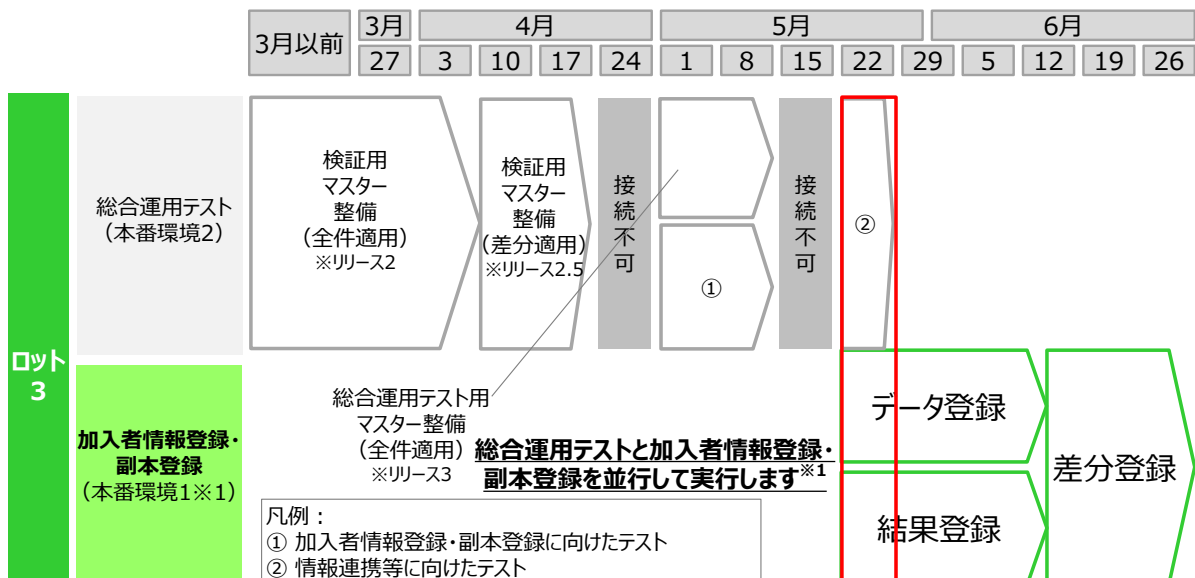 3月以前
3月
4月
5月
6月
27
3
10
17
24
1
8
15
22
29
5
12
19
26
ロット
3
総合運用テスト
（本番環境2）
検証用
マスター
整備
（全件適用）
※リリース2
検証用
マスター
整備
（差分適用）
※リリース2.5
接続不可
①
接続不可
②
加入者情報登録・
副本登録
（本番環境1※1）
総合運用テスト用
マスター整備
（全件適用）
※リリース3
総合運用テストと加入者情報登録・
副本登録を並行して実行します※1
データ登録
結果登録
差分登録
凡例：
① 加入者情報登録・副本登録に向けたテスト
② 情報連携等に向けたテスト